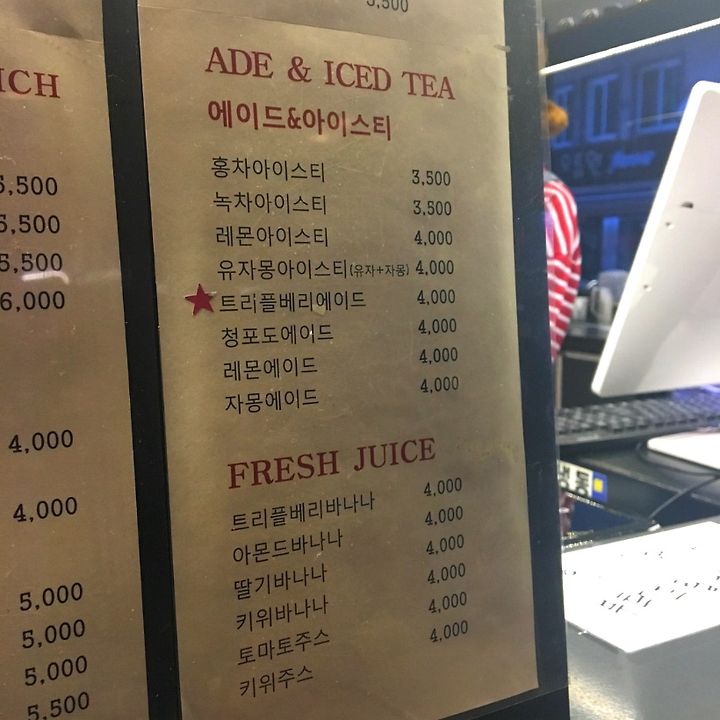 ICH
5,500
5,500
5,500
6,000
4,000
4,000
5,000
5,000
5,000
5,500
3,500
ADE & ICED TEA
에이드&아이스티
홍차아이스티 3,500
녹차아이스티 3,500
레몬아이스티 4,000
유자몽아이스티(유자+자몽) 4,000
트리플베리에이드 4,000
청포도에이드 4,000
레몬에이드 4,000
자몽에이드 4,000
FRESH JUICE
트리플베리바나나 4,000
아몬드바나나 4,000
딸기바나나 4,000
키위바나나 4,000
토마토주스 4,000
키위주스 4,000